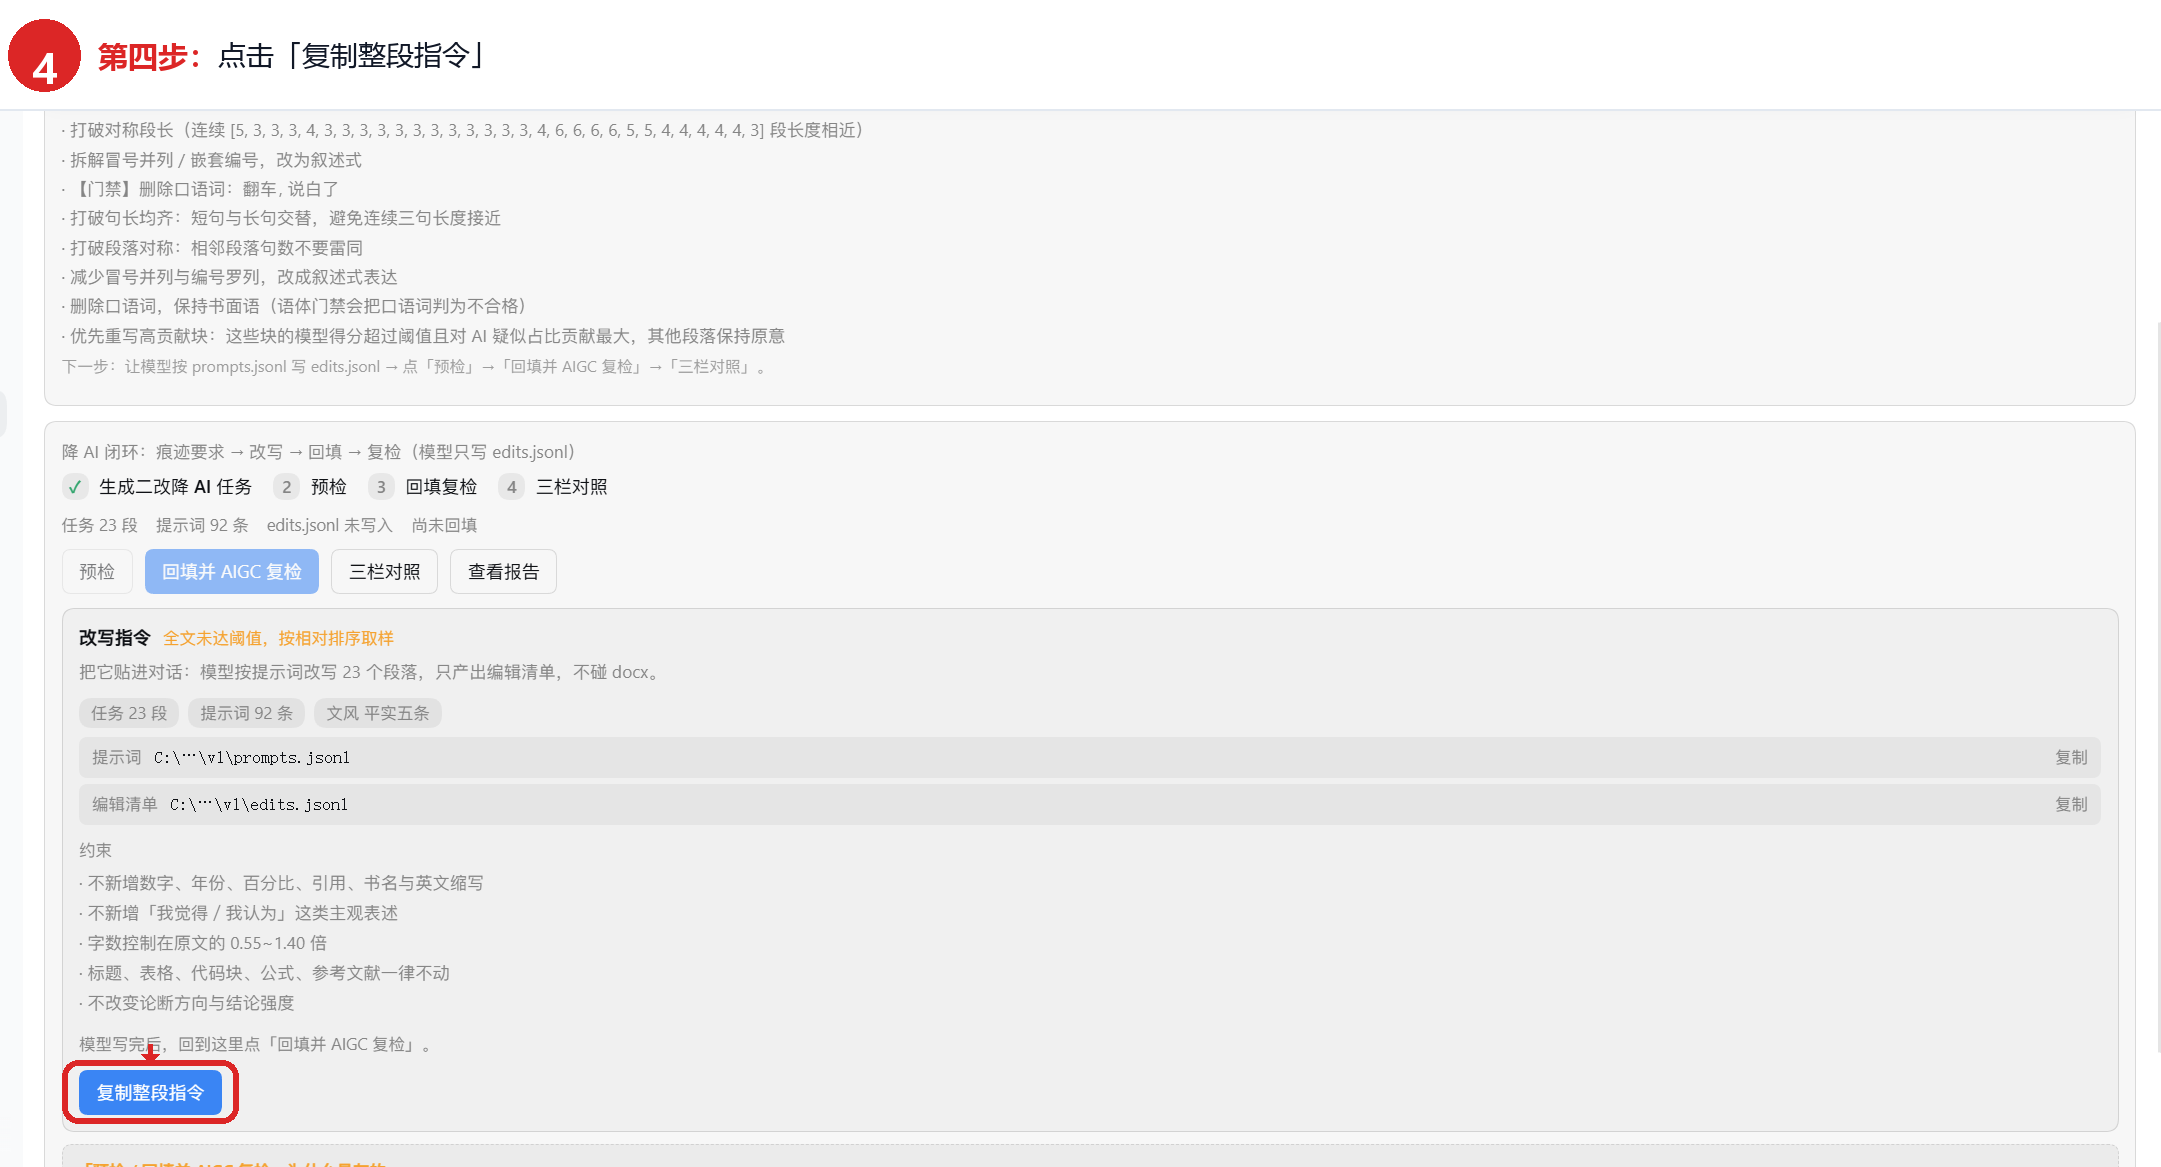 4 第四步：点击「复制整段指令」
· 打破对称段长（连续 [5, 3, 3, 3, 4, 3, 3, 3, 3, 3, 3, 3, 3, 3, 3, 3, 3, 4, 6, 6, 6, 6, 5, 5, 4, 4, 4, 4, 4, 3] 段长度相近）
· 拆解冒号并列 / 嵌套编号，改为叙述式
· 【门禁】删除口语词：翻车, 说白了
· 打破句长均齐：短句与长句交替，避免连续三句长度接近
· 打破段落对称：相邻段落句数不要雷同
· 减少冒号并列与编号罗列，改成叙述式表达
· 删除口语词，保持书面语（语体门禁会把口语词判为不合格）
· 优先重写高贡献块：这些块的模型得分超过阈值且对 AI 疑似占比贡献最大，其他段落保持原意
下一步：让模型按 prompts.jsonl 写 edits.jsonl → 点「预检」→「回填并 AIGC 复检」→「三栏对照」。
降 AI 闭环：痕迹要求 → 改写 → 回填 → 复检（模型只写 edits.jsonl）
✓ 生成二改降 AI 任务 2 预检 3 回填复检 4 三栏对照
任务 23 段 提示词 92 条 edits.jsonl 未写入 尚未回填
预检 回填并 AIGC 复检 三栏对照 查看报告
改写指令 全文未达阈值，按相对排序取样
把它贴进对话：模型按提示词改写 23 个段落，只产出编辑清单，不碰 docx。
任务 23 段 提示词 92 条 文风 平实五条
提示词 C:\…\v1\prompts.jsonl 复制
编辑清单 C:\…\v1\edits.jsonl 复制
约束
· 不新增数字、年份、百分比、引用、书名与英文缩写
· 不新增「我觉得 / 我认为」这类主观表述
· 字数控制在原文的 0.55~1.40 倍
· 标题、表格、代码块、公式、参考文献一律不动
· 不改变论断方向与结论强度
模型写完后，回到这里点「回填并 AIGC 复检」。
复制整段指令